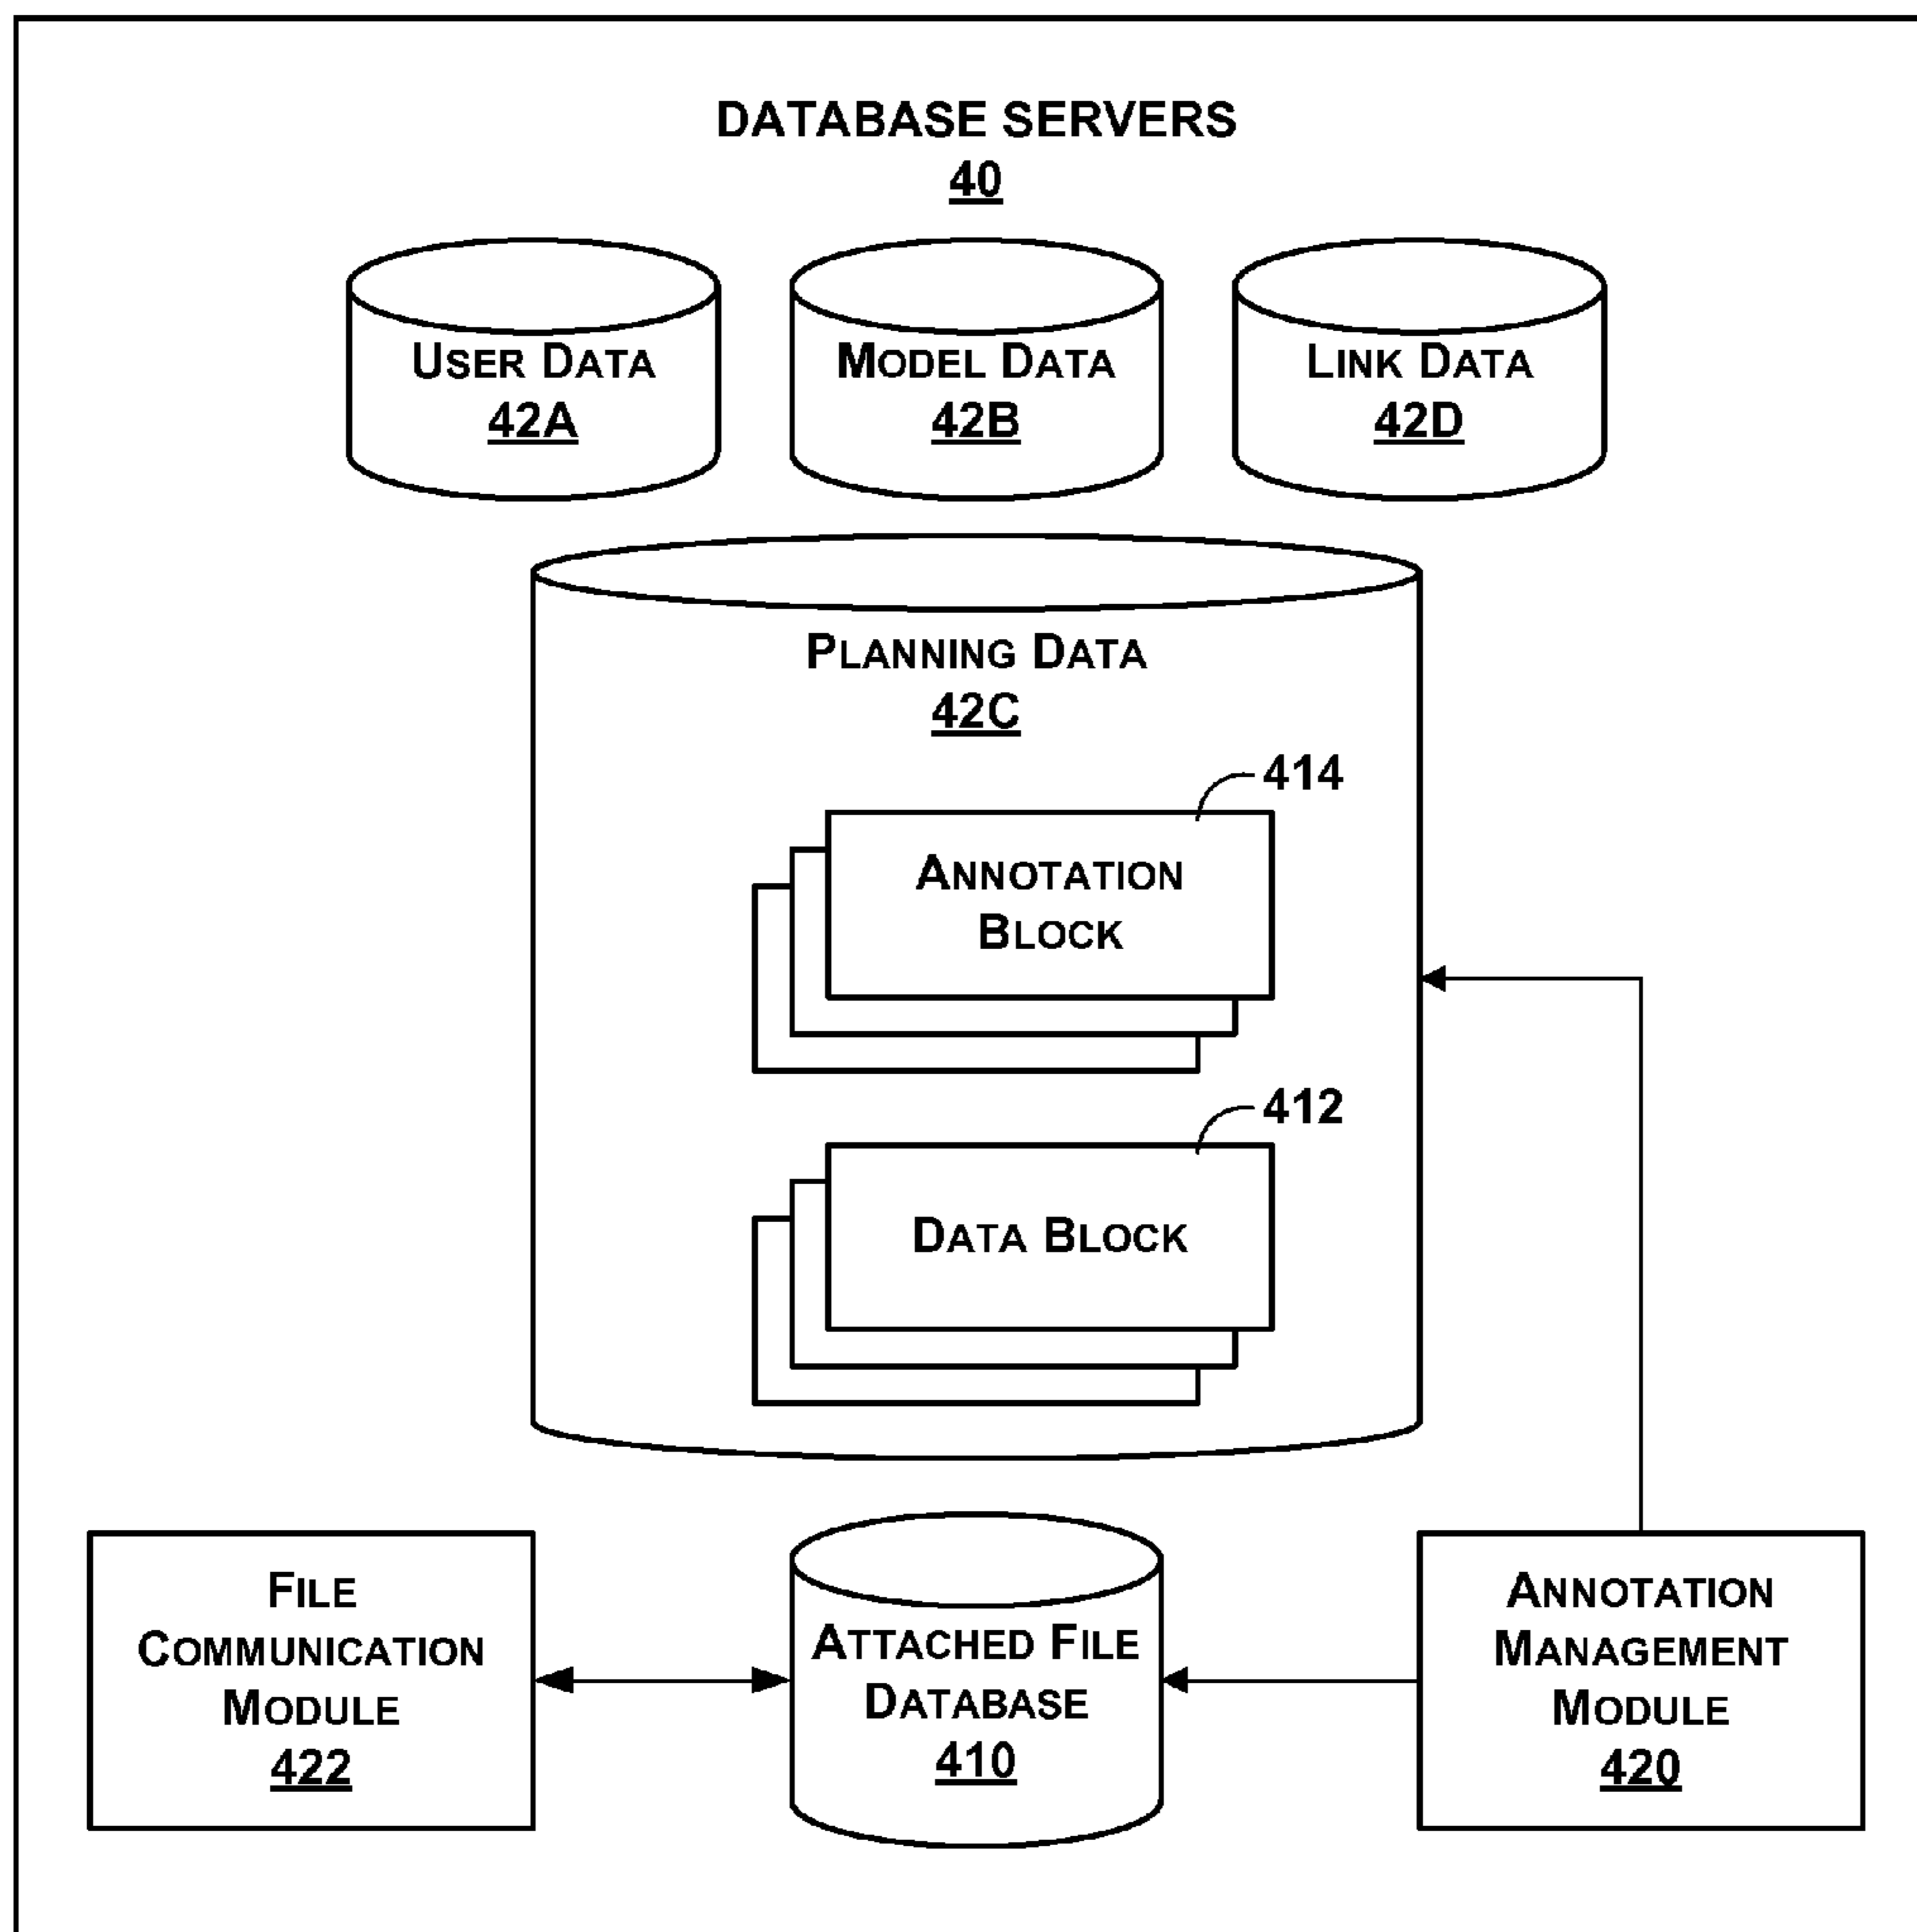 DATABASE SERVERS
40
USER DATA
42A
MODEL DATA
42B
LINK DATA
42D
PLANNING DATA
42C
414
ANNOTATION
BLOCK
412
DATA BLOCK
FILE
COMMUNICATION
MODULE
422
ATTACHED FILE
DATABASE
410
ANNOTATION
MANAGEMENT
MODULE
420